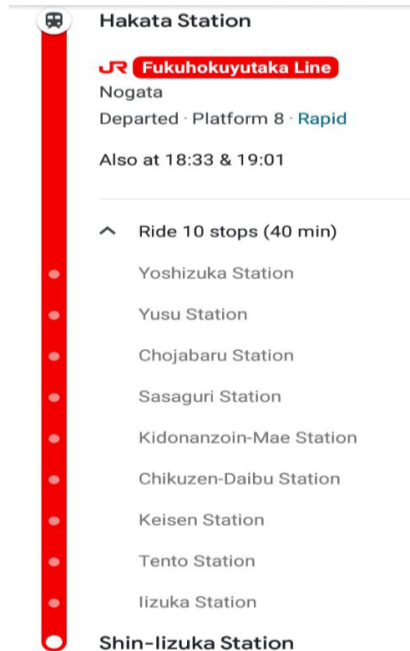 Hakata Station
JR Fukuhokuyutaka Line
Nogata
Departed · Platform 8 · Rapid
Also at 18:33 & 19:01
Ride 10 stops (40 min)
Yoshizuka Station
Yusu Station
Chojabaru Station
Sasaguri Station
Kidonanzoin-Mae Station
Chikuzen-Daibu Station
Keisen Station
Tento Station
Iizuka Station
Shin-Iizuka Station